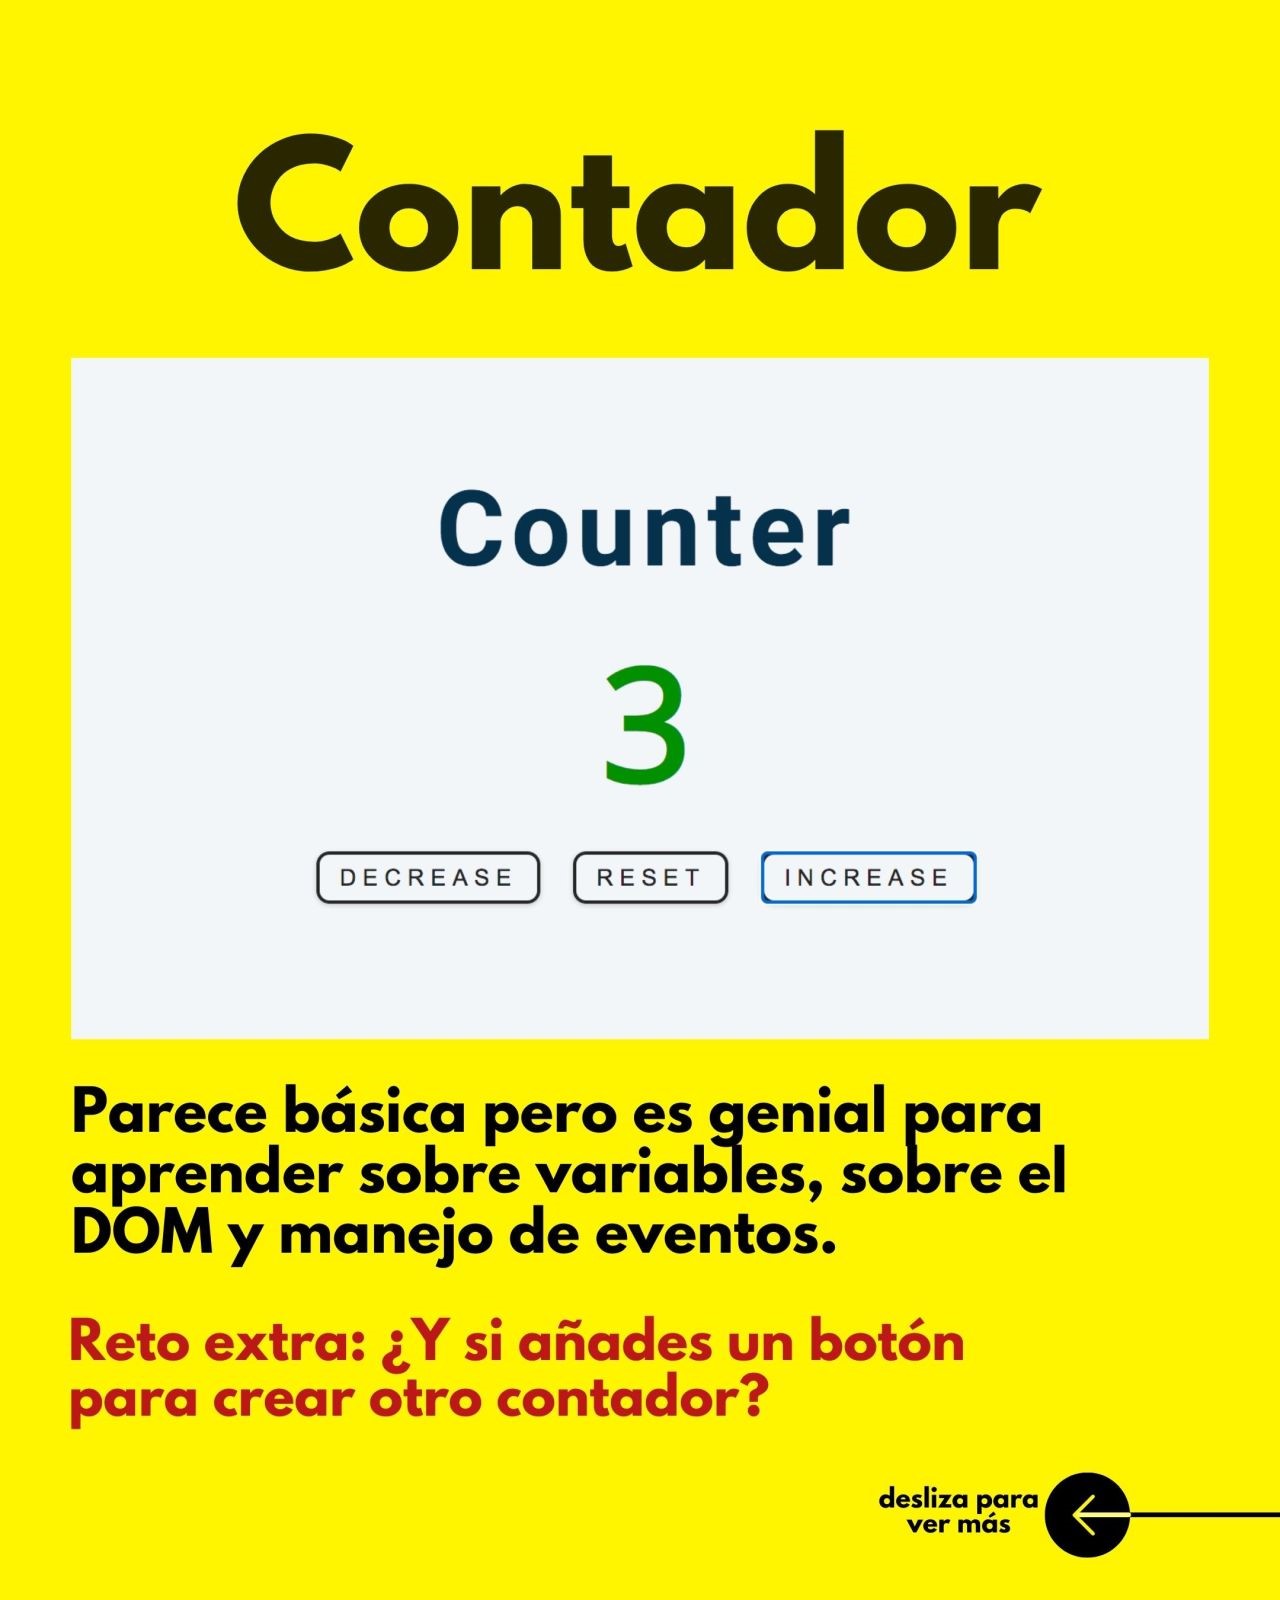 Contador
Counter
3
DECREASE RESET INCREASE
Parece básica pero es genial para
aprender sobre variables, sobre el
DOM y manejo de eventos.
Reto extra: ¿Y si añades un botón
para crear otro contador?
desliza para
ver más